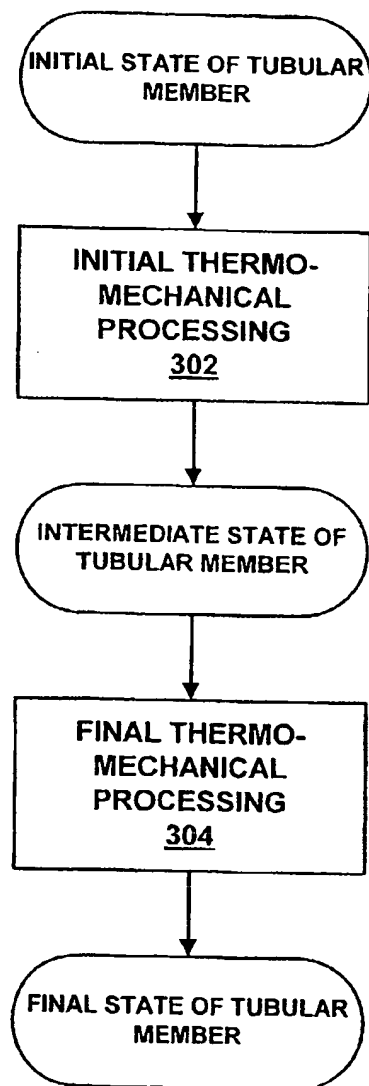 INITIAL STATE OF TUBULAR
MEMBER
INITIAL THERMO-
MECHANICAL
PROCESSING
302
INTERMEDIATE STATE OF
TUBULAR MEMBER
FINAL THERMO-
MECHANICAL
PROCESSING
304
FINAL STATE OF TUBULAR
MEMBER